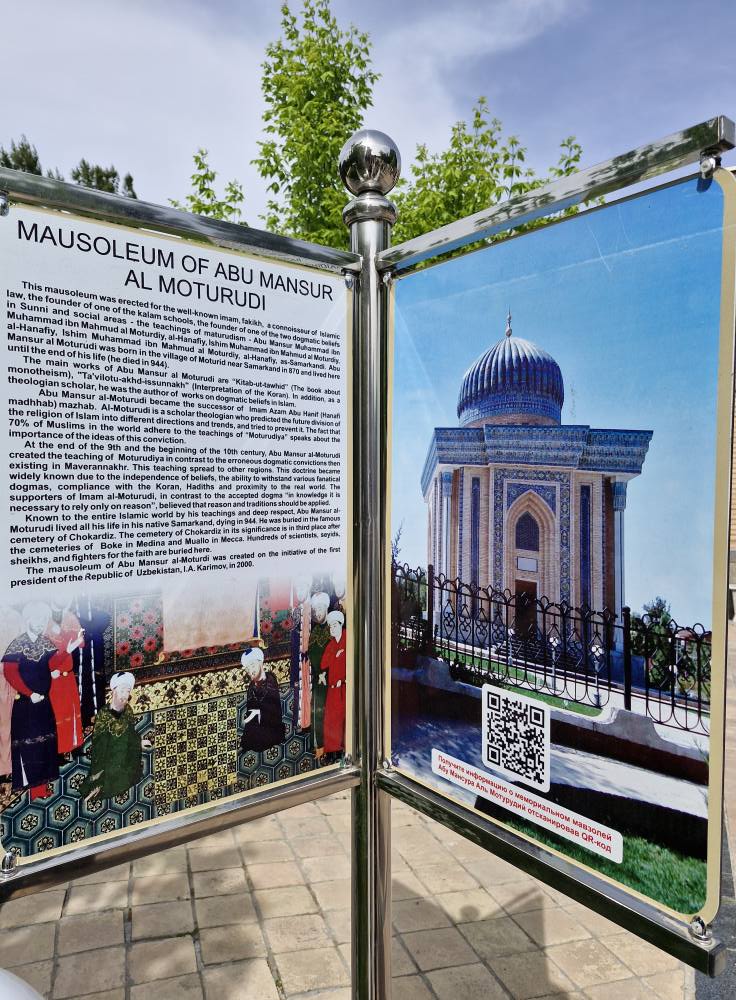 MAUSOLEUM OF ABU MANSUR
AL MOTURUDI
This mausoleum was erected for the well-known imam, fakikh, a connoisseur of Islamic
law, the founder of one of the kalam schools, the founder of one of the two dogmatic beliefs
in Sunni and social areas - the teachings of maturudism - Abu Mansur Muhammad ibn
Muhammad ibn Mahmud al Moturdiy, al-Hanafiy, Ishim Muhammad ibn Mahmud al Moturdiy,
al-Hanafiy, Ishim Muhammad ibn Mahmud al Moturdiy, al-Hanafiy, as-Samarkandi. Abu
Mansur al Moturudi was born in the village of Moturid near Samarkand in 870 and lived here
until the end of his life (he died in 944).
The main works of Abu Mansur al Moturudi are "Kitab-ut-tawhid" (The book about
monotheism), "Ta'vilotu-akhd-issunnakh" (Interpretation of the Koran). In addition, as a
theologian scholar, he was the author of works on dogmatic beliefs in Islam.
Abu Mansur al-Moturudi became the successor of Imam Azam Abu Hanif (Hanafi
madhhab) mazhab. Al-Moturudi is a scholar theologian who predicted the future division of
the religion of Islam into different directions and trends, and tried to prevent it. The fact that
70% of Muslims in the world adhere to the teachings of "Moturudiya" speaks about the
importance of the ideas of this conviction.
At the end of the 9th and the beginning of the 10th century, Abu Mansur al-Moturudi
created the teaching of Moturudiya in contrast to the erroneous dogmatic convictions then
existing in Maverannakhr. This teaching spread to other regions. This doctrine became
widely known due to the independence of beliefs, the ability to withstand various fanatical
dogmas, compliance with the Koran, Hadiths and proximity to the real world. The
supporters of Imam al-Moturudi, in contrast to the accepted dogma "in knowledge it is
necessary to rely only on reason", believed that reason and traditions should be applied.
Known to the entire Islamic world by his teachings and deep respect, Abu Mansur al-
Moturudi lived all his life in his native Samarkand, dying in 944. He was buried in the famous
cemetery of Chokardiz. The cemetery of Chokardiz in its significance is in third place after
the cemeteries of Boke in Medina and Muallo in Mecca. Hundreds of scientists, seyids,
sheikhs, and fighters for the faith are buried here.
The mausoleum of Abu Mansur al-Moturdi was created on the initiative of the first
president of the Republic of Uzbekistan, I.A. Karimov, in 2000.
Получите информацию о мемориальном мавзолей
Абу Мансура Аль Мотурудий отсканировав QR-код